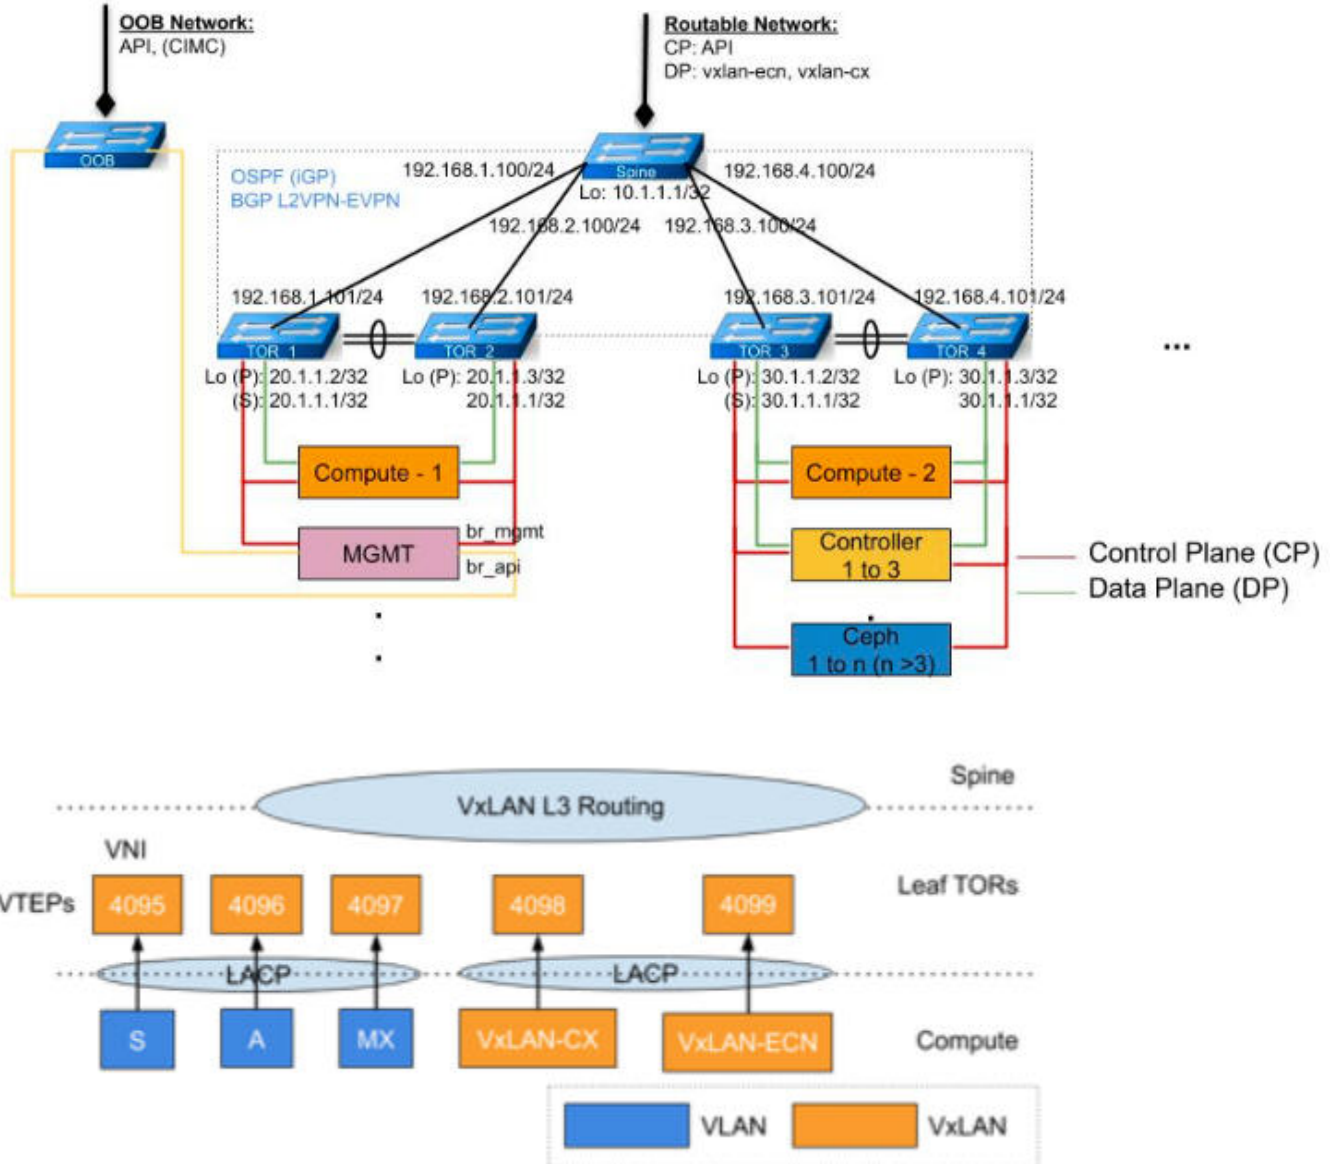 OOB Network:
API, (CIMC)
Routable Network:
CP: API
DP: vxlan-ecn, vxlan-cx
OOB
Spine
Lo: 10.1.1.1/32
OSPF (iGP)
BGP L2VPN-EVPN
192.168.1.100/24
192.168.4.100/24
192.168.2.100/24
192.168.3.100/24
192.168.1.101/24
192.168.2.101/24
192.168.3.101/24
192.168.4.101/24
TOR 1
TOR 2
TOR 3
TOR 4
...
Lo (P): 20.1.1.2/32
(S): 20.1.1.1/32
Lo (P): 20.1.1.3/32
20.1.1.1/32
Lo (P): 30.1.1.2/32
(S): 30.1.1.1/32
Lo (P): 30.1.1.3/32
30.1.1.1/32
Compute - 1
Compute - 2
MGMT
br_mgmt
br_api
Controller
1 to 3
Ceph
1 to n (n >3)
Control Plane (CP)
Data Plane (DP)
Spine
VxLAN L3 Routing
VNI
VTEPs
4095
4096
4097
4098
4099
Leaf TORs
LACP
LACP
S
A
MX
VxLAN-CX
VxLAN-ECN
Compute
VLAN
VxLAN